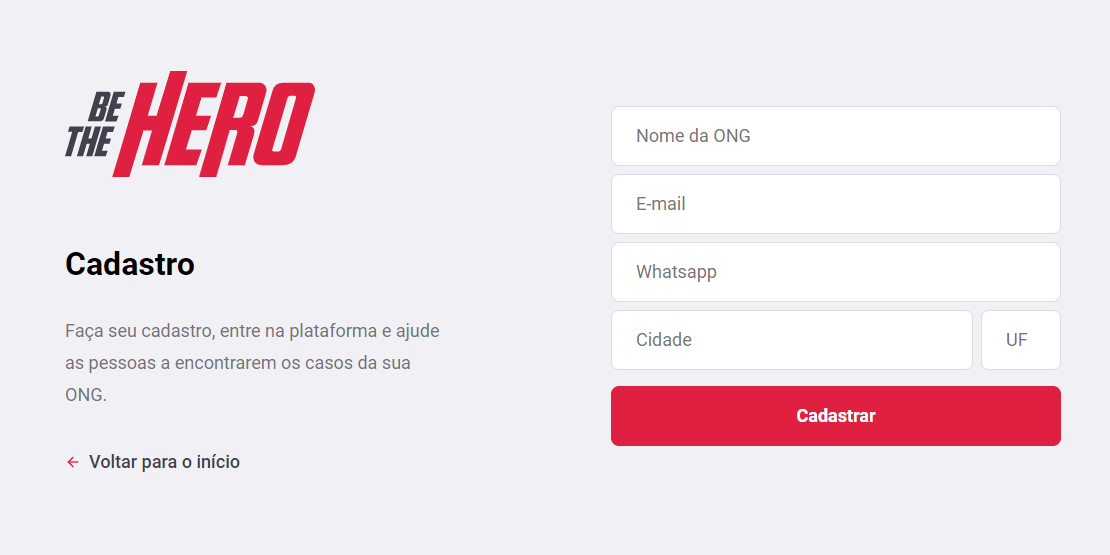 BE
THE HERO
Cadastro
Faça seu cadastro, entre na plataforma e ajude
as pessoas a encontrarem os casos da sua
ONG.
← Voltar para o início
Nome da ONG
E-mail
Whatsapp
Cidade UF
Cadastrar